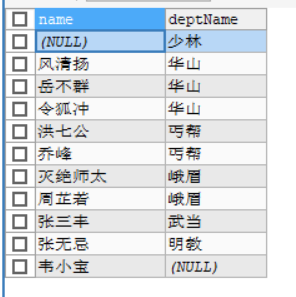 name deptName
(NULL) 少林
风清扬 华山
岳不群 华山
令狐冲 华山
洪七公 丐帮
乔峰 丐帮
灭绝师太 峨眉
周芷若 峨眉
张三丰 武当
张无忌 明教
韦小宝 (NULL)